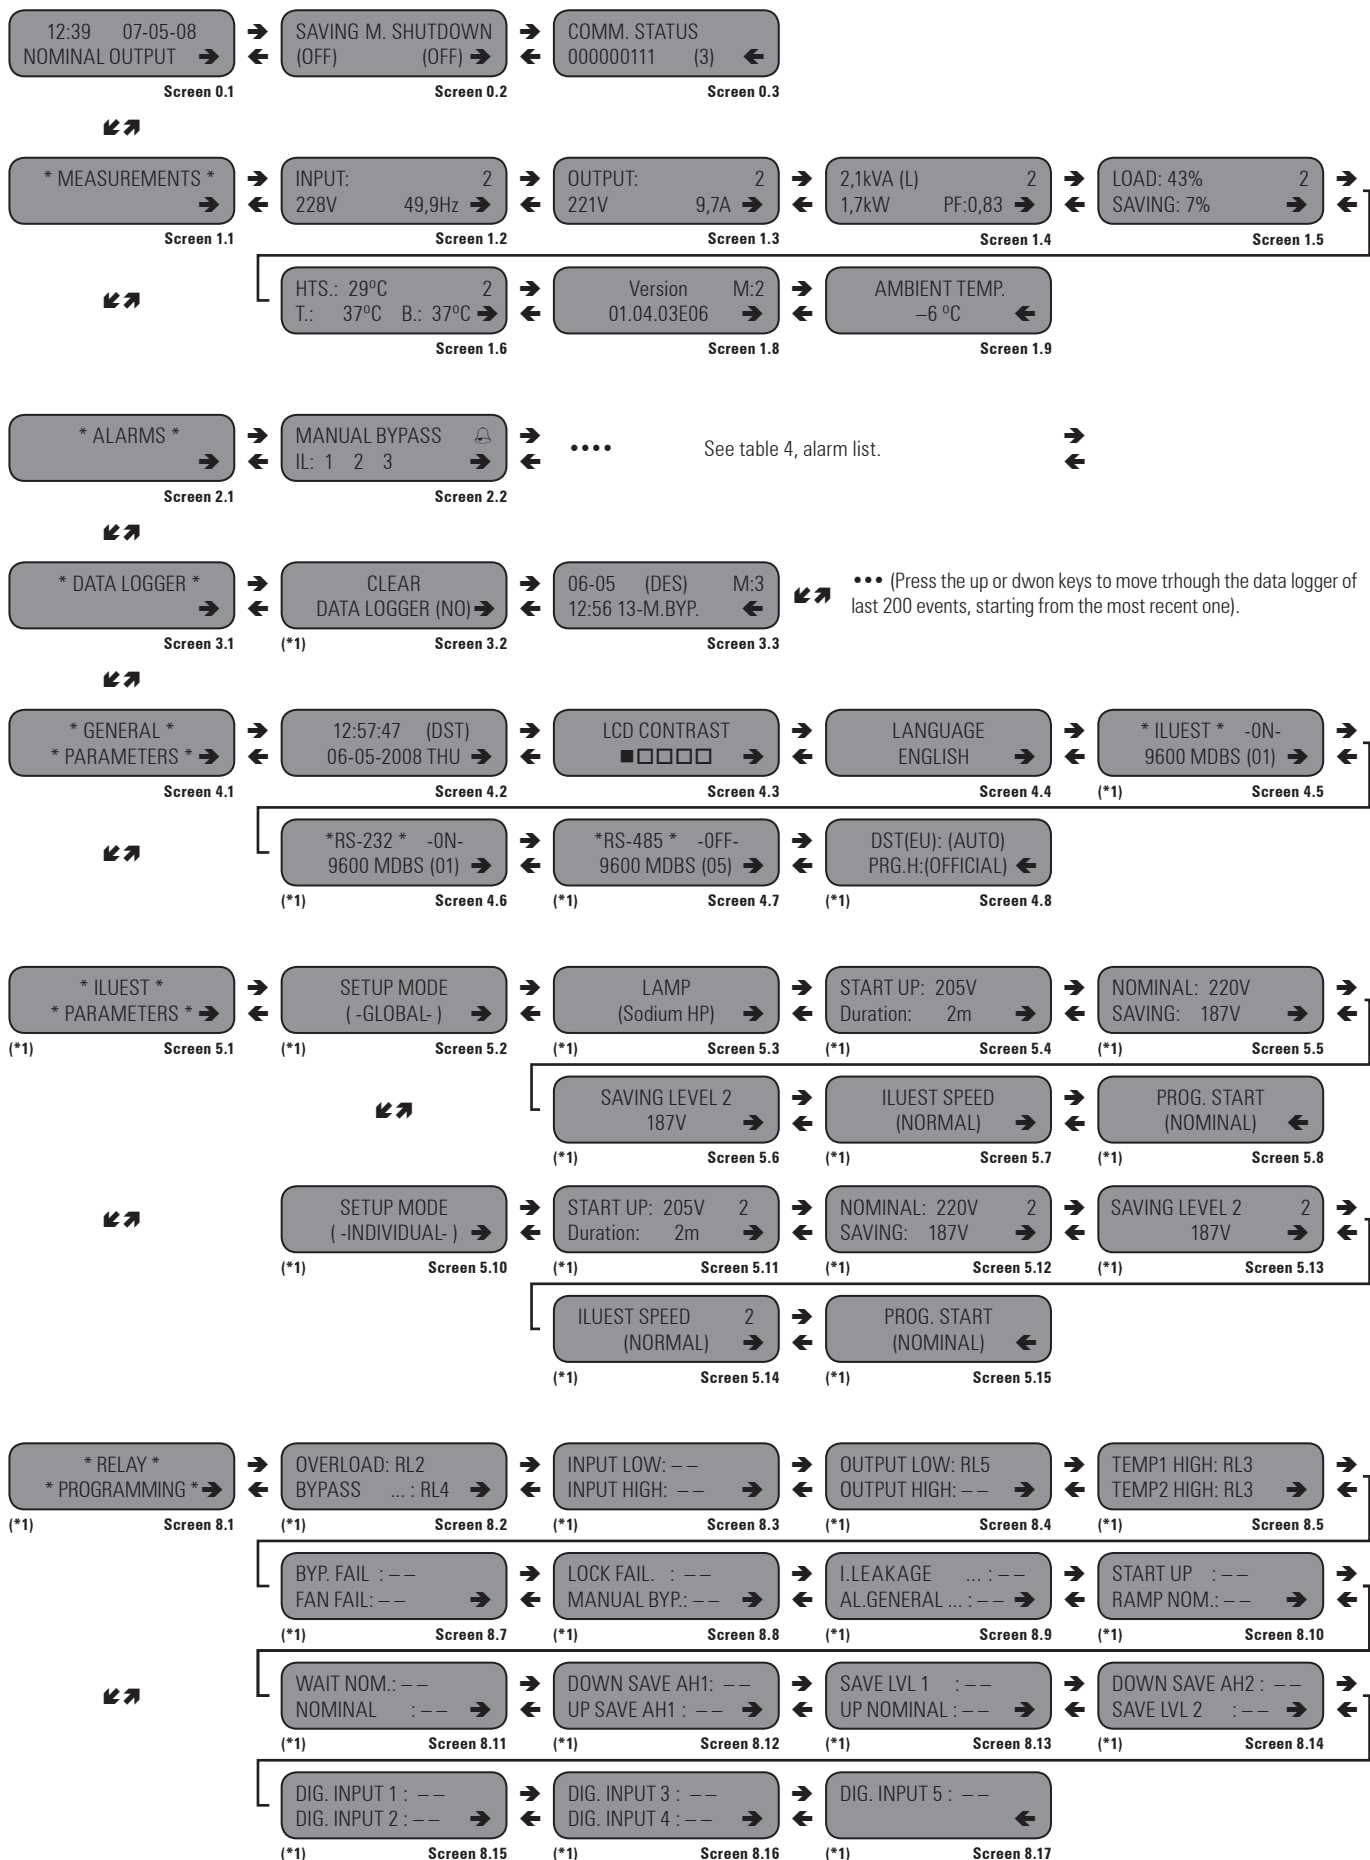 12:39 07-05-08
NOMINAL OUTPUT
Screen 0.1
SAVING M. SHUTDOWN
(OFF) (OFF)
Screen 0.2
COMM. STATUS
000000111 (3)
Screen 0.3
* MEASUREMENTS *
Screen 1.1
INPUT: 2
228V 49,9Hz
Screen 1.2
OUTPUT: 2
221V 9,7A
Screen 1.3
2,1kVA (L) 2
1,7kW PF:0,83
Screen 1.4
LOAD: 43% 2
SAVING: 7%
Screen 1.5
HTS.: 29ºC 2
T.: 37ºC B.: 37ºC
Screen 1.6
Version M:2
01.04.03E06
Screen 1.8
AMBIENT TEMP.
–6 ºC
Screen 1.9
* ALARMS *
Screen 2.1
MANUAL BYPASS
IL: 1 2 3
Screen 2.2
•••• See table 4, alarm list.
* DATA LOGGER *
Screen 3.1
CLEAR
DATA LOGGER (NO)
(*1) Screen 3.2
06-05 (DES) M:3
12:56 13-M.BYP.
Screen 3.3
••• (Press the up or dwon keys to move trhough the data logger of
last 200 events, starting from the most recent one).
* GENERAL *
* PARAMETERS *
Screen 4.1
12:57:47 (DST)
06-05-2008 THU
Screen 4.2
LCD CONTRAST
Screen 4.3
LANGUAGE
ENGLISH
Screen 4.4
* ILUEST * -0N-
9600 MDBS (01)
(*1) Screen 4.5
*RS-232 * -0N-
9600 MDBS (01)
(*1) Screen 4.6
*RS-485 * -0FF-
9600 MDBS (05)
(*1) Screen 4.7
DST(EU): (AUTO)
PRG.H:(OFFICIAL)
(*1) Screen 4.8
* ILUEST *
* PARAMETERS *
(*1) Screen 5.1
SETUP MODE
( -GLOBAL- )
(*1) Screen 5.2
LAMP
(Sodium HP)
(*1) Screen 5.3
START UP: 205V
Duration: 2m
(*1) Screen 5.4
NOMINAL: 220V
SAVING: 187V
(*1) Screen 5.5
SAVING LEVEL 2
187V
(*1) Screen 5.6
ILUEST SPEED
(NORMAL)
(*1) Screen 5.7
PROG. START
(NOMINAL)
(*1) Screen 5.8
SETUP MODE
( -INDIVIDUAL- )
(*1) Screen 5.10
START UP: 205V 2
Duration: 2m
(*1) Screen 5.11
NOMINAL: 220V 2
SAVING: 187V
(*1) Screen 5.12
SAVING LEVEL 2 2
187V
(*1) Screen 5.13
ILUEST SPEED 2
(NORMAL)
(*1) Screen 5.14
PROG. START
(NOMINAL)
(*1) Screen 5.15
* RELAY *
* PROGRAMMING *
(*1) Screen 8.1
OVERLOAD: RL2
BYPASS ... : RL4
(*1) Screen 8.2
INPUT LOW: – –
INPUT HIGH: – –
(*1) Screen 8.3
OUTPUT LOW: RL5
OUTPUT HIGH: – –
(*1) Screen 8.4
TEMP1 HIGH: RL3
TEMP2 HIGH: RL3
(*1) Screen 8.5
BYP. FAIL : – –
FAN FAIL: – –
(*1) Screen 8.7
LOCK FAIL. : – –
MANUAL BYP.: – –
(*1) Screen 8.8
I.LEAKAGE ... : – –
AL.GENERAL ... : – –
(*1) Screen 8.9
START UP : – –
RAMP NOM.: – –
(*1) Screen 8.10
WAIT NOM.: – –
NOMINAL : – –
(*1) Screen 8.11
DOWN SAVE AH1: – –
UP SAVE AH1 : – –
(*1) Screen 8.12
SAVE LVL 1 : – –
UP NOMINAL : – –
(*1) Screen 8.13
DOWN SAVE AH2 : – –
SAVE LVL 2 : – –
(*1) Screen 8.14
DIG. INPUT 1 : – –
DIG. INPUT 2 : – –
(*1) Screen 8.15
DIG. INPUT 3 : – –
DIG. INPUT 4 : – –
(*1) Screen 8.16
DIG. INPUT 5 : – –
(*1) Screen 8.17